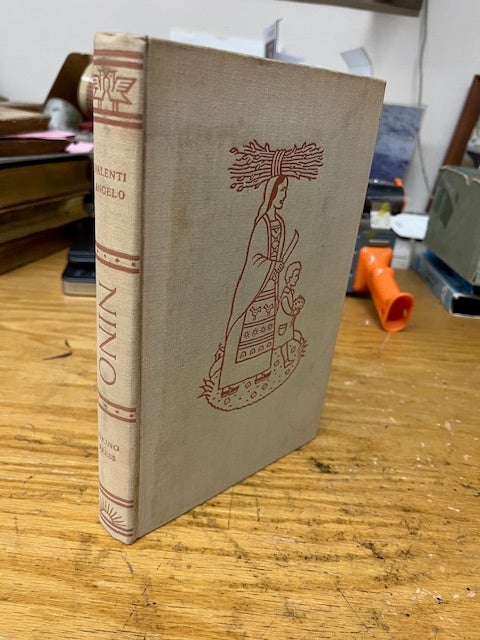 VALENTI
ANGELO
NINO
VIKING
PRESS